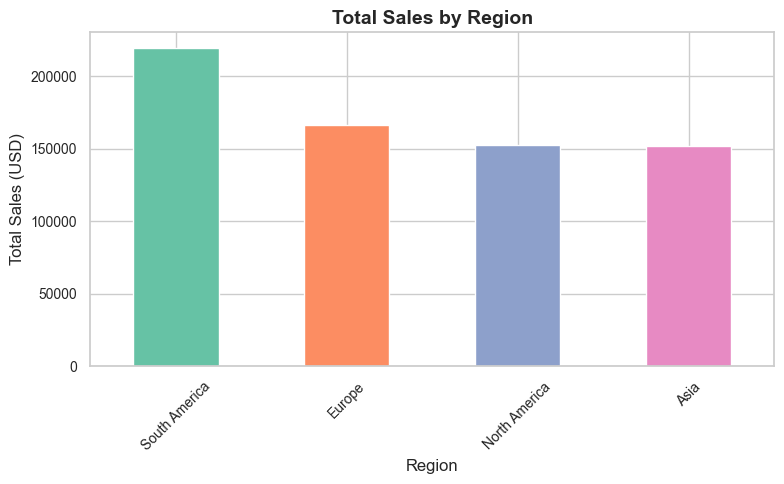 Total Sales by Region
Total Sales (USD)
200000
150000
100000
50000
0
South America
Europe
North America
Asia
Region